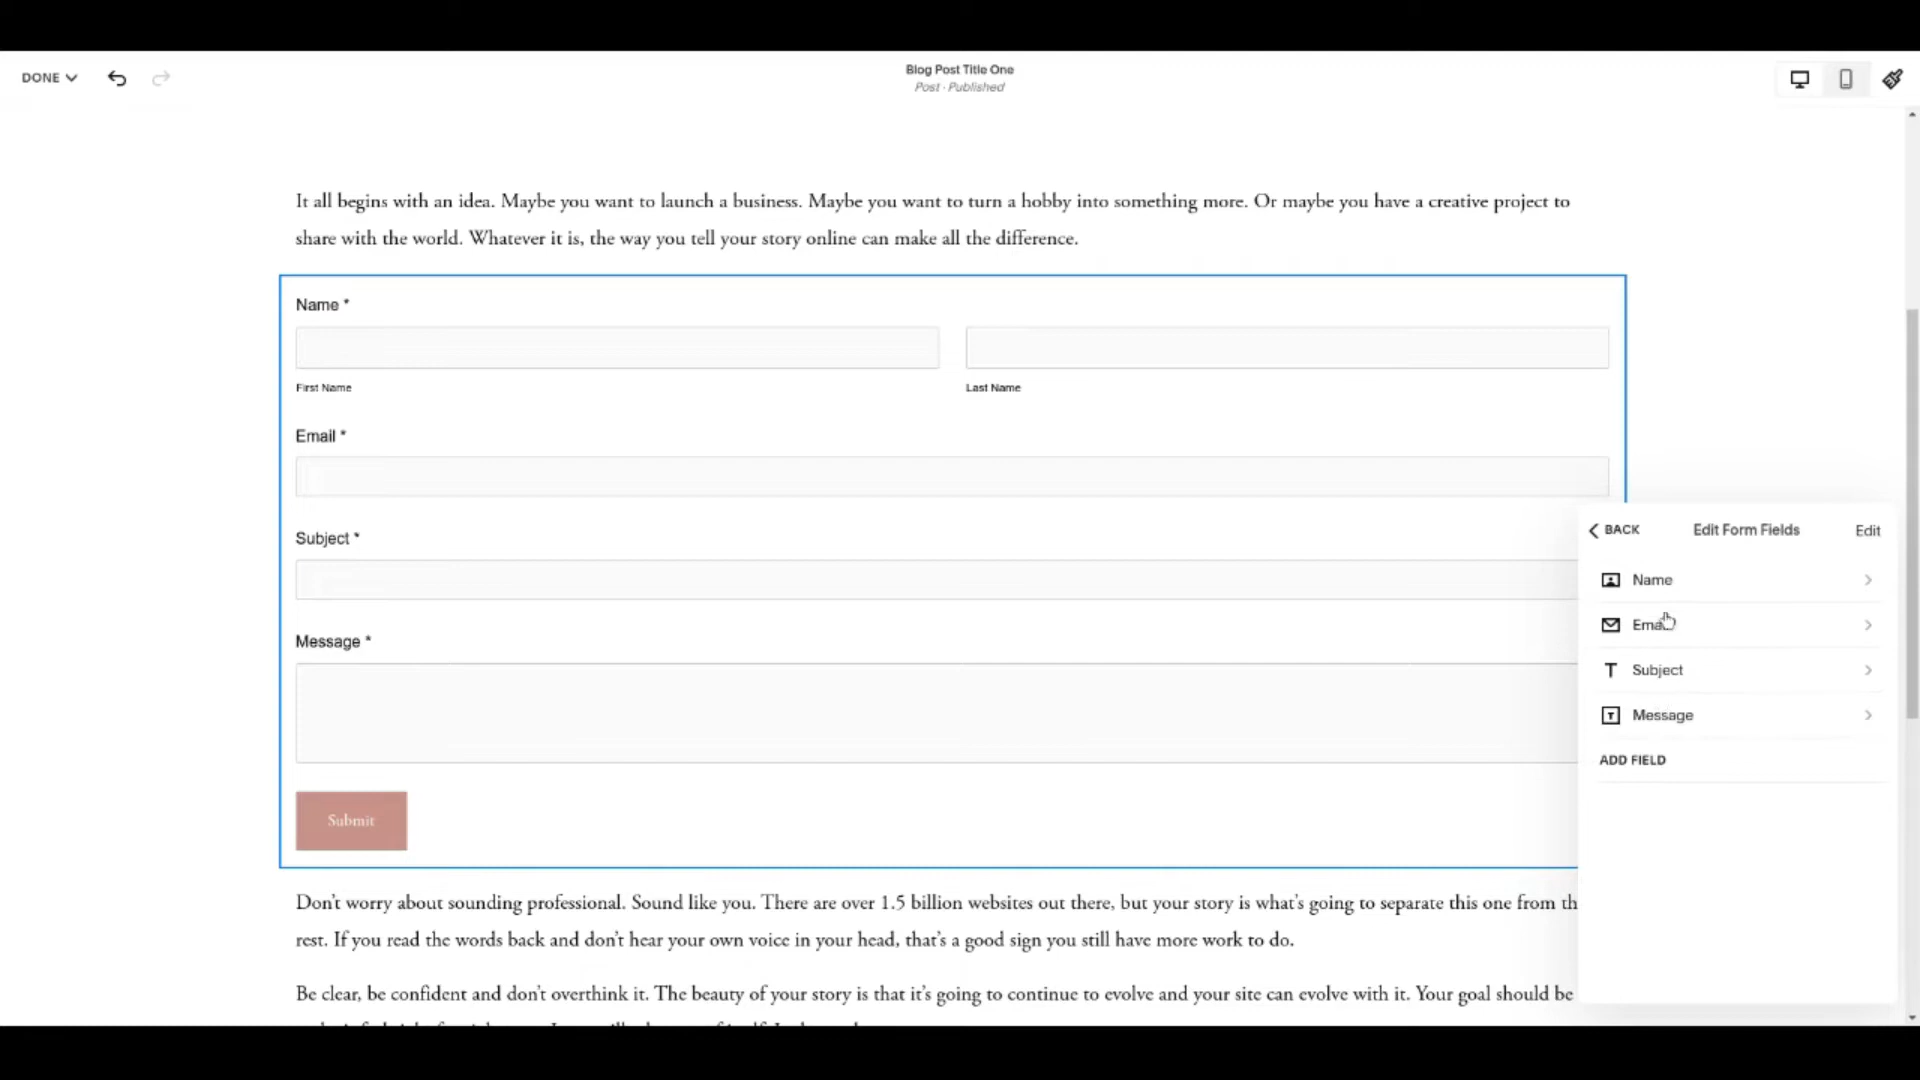 DONE
Blog Post Title One
Post · Published
It all begins with an idea. Maybe you want to launch a business. Maybe you want to turn a hobby into something more. Or maybe you have a creative project to
share with the world. Whatever it is, the way you tell your story online can make all the difference.
Name *
First Name
Last Name
Email *
Subject *
Message *
Submit
BACK
Edit Form Fields
Edit
Name
Subject
Message
ADD FIELD
Don't worry about sounding professional. Sound like you. There are over 1.5 billion websites out there, but your story is what's going to separate this one from th
rest. If you read the words back and don't hear your own voice in your head, that's a good sign you still have more work to do.
Be clear, be confident and don't overthink it. The beauty of your story is that it's going to continue to evolve and your site can evolve with it. Your goal should be